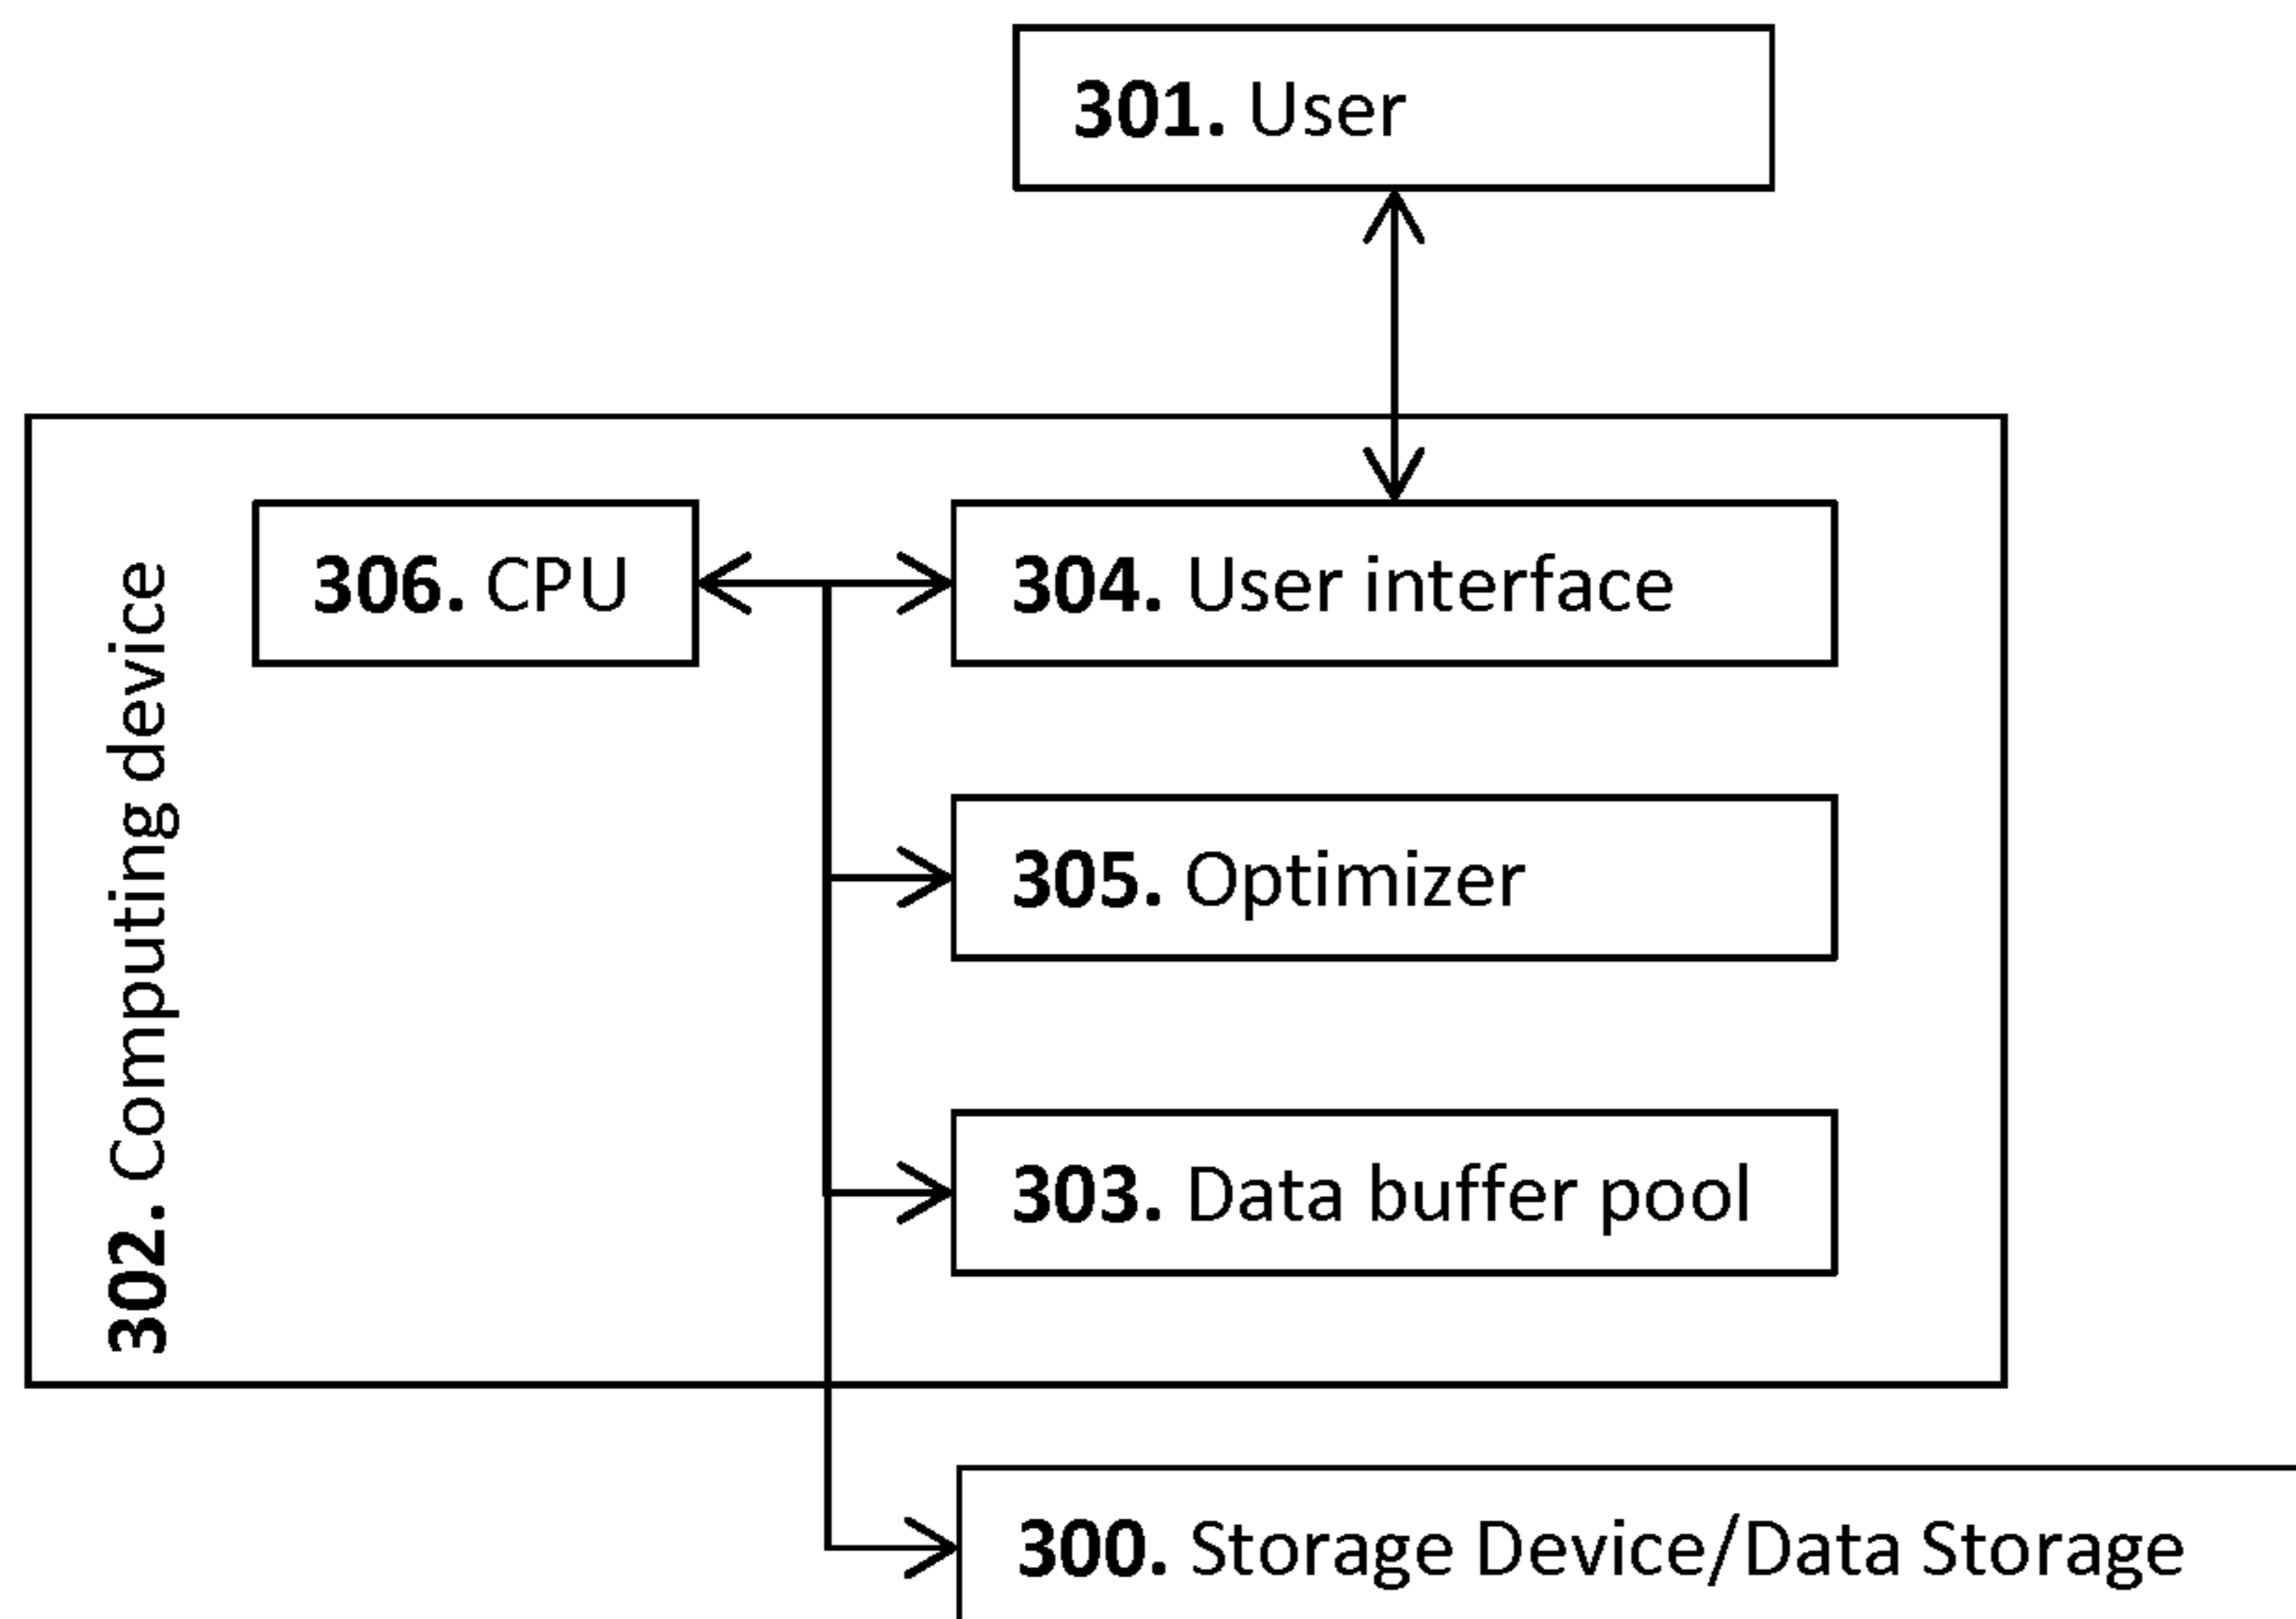 301. User
302. Computing device
306. CPU
304. User interface
305. Optimizer
303. Data buffer pool
300. Storage Device/Data Storage